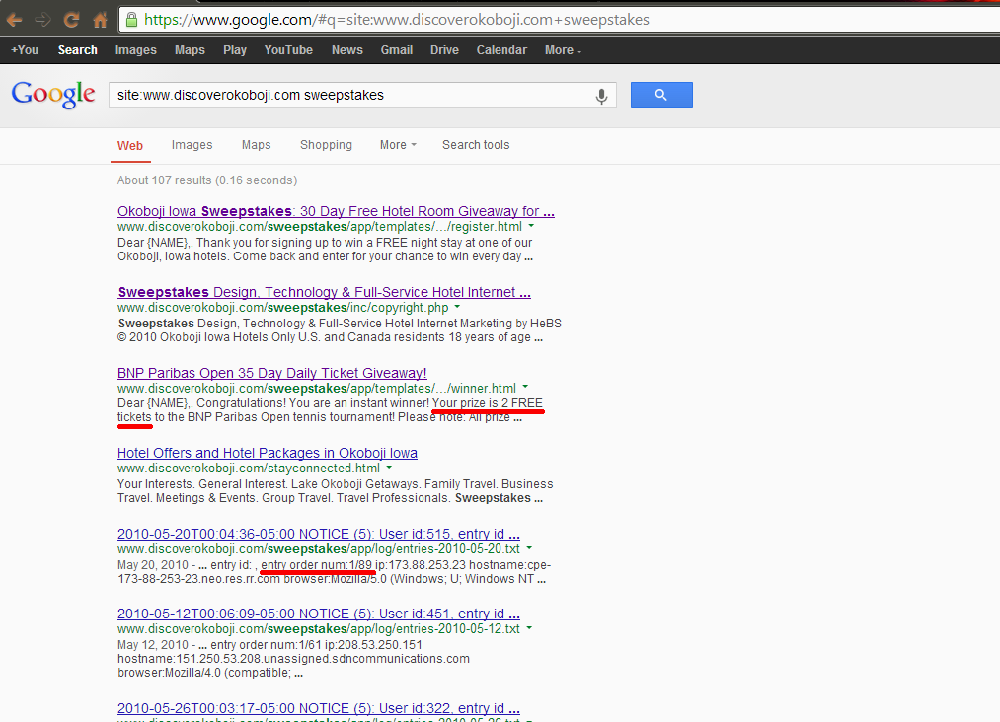 https://www.google.com/#q=site:www.discoverokoboji.com+sweepstakes
+You Search Images Maps Play YouTube News Gmail Drive Calendar More
Google site:www.discoverokoboji.com sweepstakes
Web Images Maps Shopping More Search tools
About 107 results (0.16 seconds)
Okoboji Iowa Sweepstakes: 30 Day Free Hotel Room Giveaway for ...
www.discoverokoboji.com/sweepstakes/app/templates/.../register.html
Dear {NAME},. Thank you for signing up to win a FREE night stay at one of our
Okoboji, Iowa hotels. Come back and enter for your chance to win every day ...
Sweepstakes Design, Technology & Full-Service Hotel Internet ...
www.discoverokoboji.com/sweepstakes/inc/copyright.php
Sweepstakes Design, Technology & Full-Service Hotel Internet Marketing by HeBS
© 2010 Okoboji Iowa Hotels Only U.S. and Canada residents 18 years of age ...
BNP Paribas Open 35 Day Daily Ticket Giveaway!
www.discoverokoboji.com/sweepstakes/app/templates/.../winner.html
Dear {NAME},. Congratulations! You are an instant winner! Your prize is 2 FREE
tickets to the BNP Paribas Open tennis tournament! Please note: All prize ...
Hotel Offers and Hotel Packages in Okoboji Iowa
www.discoverokoboji.com/stayconnected.html
Your Interests. General Interest. Lake Okoboji Getaways. Family Travel. Business
Travel. Meetings & Events. Group Travel. Travel Professionals. Sweepstakes ...
2010-05-20T00:04:36-05:00 NOTICE (5): User id:515, entry id ...
www.discoverokoboji.com/sweepstakes/app/log/entries-2010-05-20.txt
May 20, 2010 - ... entry id: , entry order num:1/89 ip:173.88.253.23 hostname:cpe-
173-88-253-23.neo.res.rr.com browser:Mozilla/5.0 (Windows; U; Windows NT ...
2010-05-12T00:06:09-05:00 NOTICE (5): User id:451, entry id ...
www.discoverokoboji.com/sweepstakes/app/log/entries-2010-05-12.txt
May 12, 2010 - ... entry order num:1/61 ip:208.53.250.151
hostname:151.250.53.208.unassigned.sdncommunications.com
browser:Mozilla/4.0 (compatible; ...
2010-05-26T00:03:17-05:00 NOTICE (5): User id:322, entry id ...